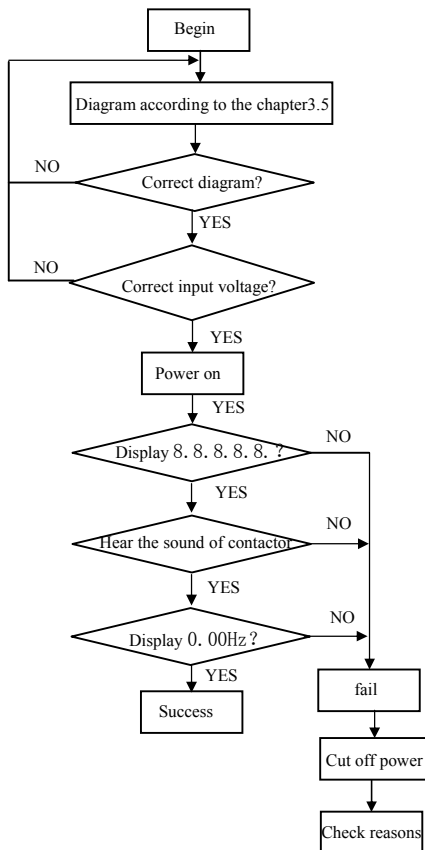 Begin
Diagram according to the chapter3.5
NO
Correct diagram?
YES
NO
Correct input voltage?
YES
Power on
YES
Display 8.8.8.8.8.?
NO
YES
Hear the sound of contactor
NO
YES
Display 0.00Hz?
NO
YES
Success
fail
Cut off power
Check reasons